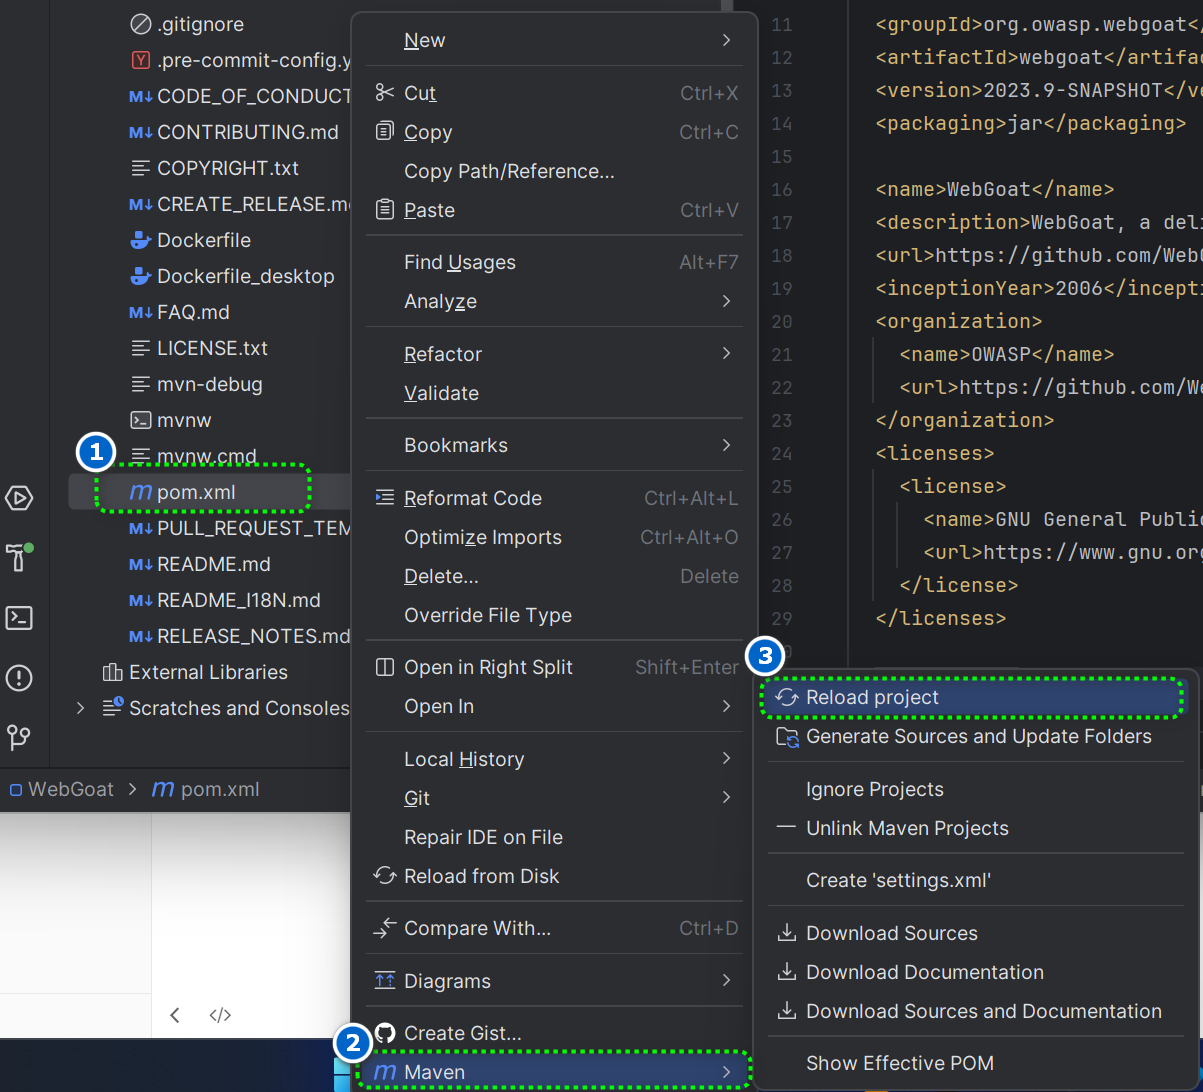 .gitignore
.pre-commit-config.y
M↓ CODE_OF_CONDUCT
M↓ CONTRIBUTING.md
COPYRIGHT.txt
M↓ CREATE_RELEASE.md
Dockerfile
Dockerfile_desktop
M↓ FAQ.md
LICENSE.txt
mvn-debug
mvnw
1
mvnw.cmd
m pom.xml
M↓ PULL_REQUEST_TEM
M↓ README.md
M↓ README_I18N.md
M↓ RELEASE_NOTES.md
External Libraries
Scratches and Consoles
WebGoat > m pom.xml
</>
New
Cut Ctrl+X
Copy Ctrl+C
Copy Path/Reference...
Paste Ctrl+V
Find Usages Alt+F7
Analyze
Refactor
Validate
Bookmarks
Reformat Code Ctrl+Alt+L
Optimize Imports Ctrl+Alt+O
Delete... Delete
Override File Type
Open in Right Split Shift+Enter
Open In
Local History
Git
Repair IDE on File
Reload from Disk
Compare With... Ctrl+D
Diagrams
Create Gist...
2
m Maven
11 <groupId>org.owasp.webgoat</
12 <artifactId>webgoat</artifac
13 <version>2023.9-SNAPSHOT</ve
14 <packaging>jar</packaging>
15
16 <name>WebGoat</name>
17 <description>WebGoat, a deli
18 <url>https://github.com/WebG
19 <inceptionYear>2006</incepti
20 <organization>
21 <name>OWASP</name>
22 <url>https://github.com/We
23 </organization>
24 <licenses>
25 <license>
26 <name>GNU General Public
27 <url>https://www.gnu.org
28 </license>
29 </licenses>
3
Reload project
Generate Sources and Update Folders
Ignore Projects
Unlink Maven Projects
Create 'settings.xml'
Download Sources
Download Documentation
Download Sources and Documentation
Show Effective POM